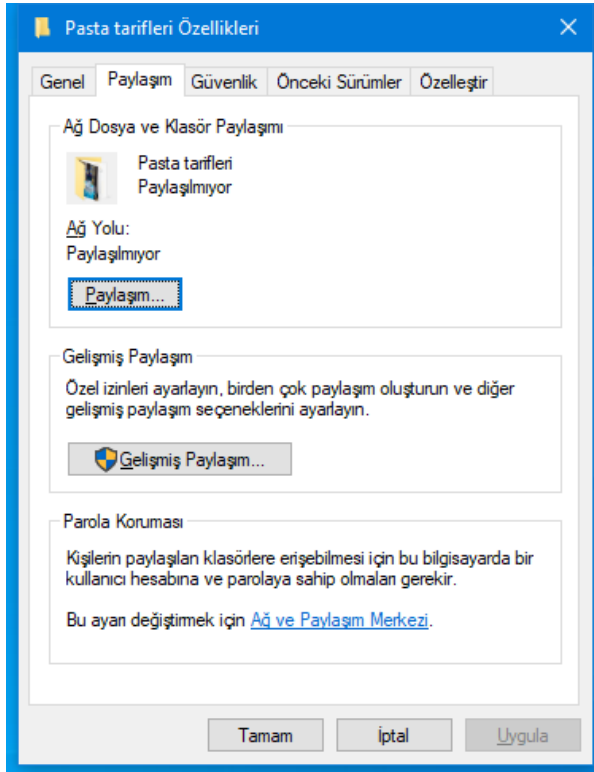 Pasta tarifleri Özellikleri
Genel Paylaşım Güvenlik Önceki Sürümler Özelleştir
Ağ Dosya ve Klasör Paylaşımı
Pasta tarifleri
Paylaşılmıyor
Ağ Yolu:
Paylaşılmıyor
Paylaşım...
Gelişmiş Paylaşım
Özel izinleri ayarlayın, birden çok paylaşım oluşturun ve diğer
gelişmiş paylaşım seçeneklerini ayarlayın.
Gelişmiş Paylaşım...
Parola Koruması
Kişilerin paylaşılan klasörlere erişebilmesi için bu bilgisayarda bir
kullanıcı hesabına ve parolaya sahip olmaları gerekir.
Bu ayarı değiştirmek için Ağ ve Paylaşım Merkezi.
Tamam İptal Uygula